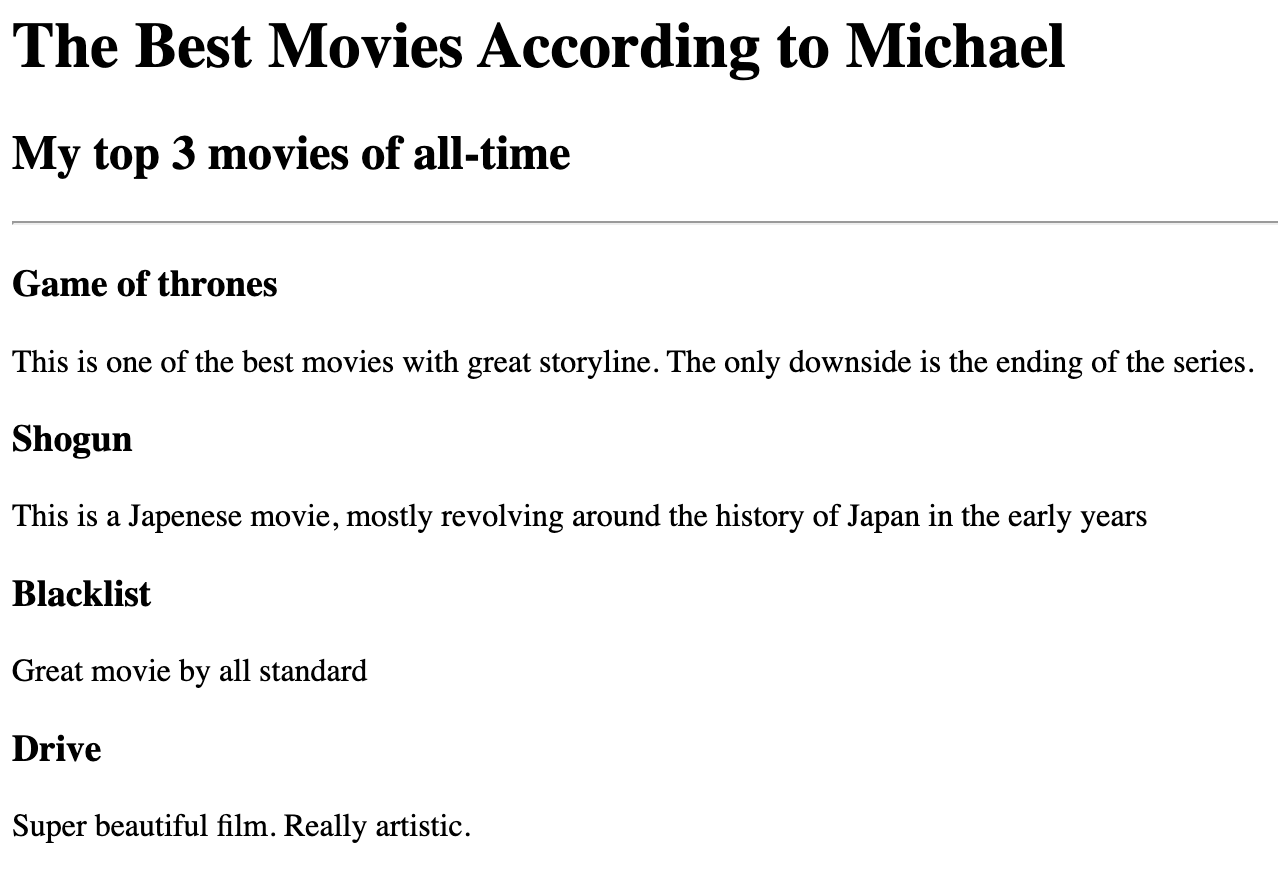 The Best Movies According to Michael
My top 3 movies of all-time
Game of thrones
This is one of the best movies with great storyline. The only downside is the ending of the series.
Shogun
This is a Japenese movie, mostly revolving around the history of Japan in the early years
Blacklist
Great movie by all standard
Drive
Super beautiful film. Really artistic.